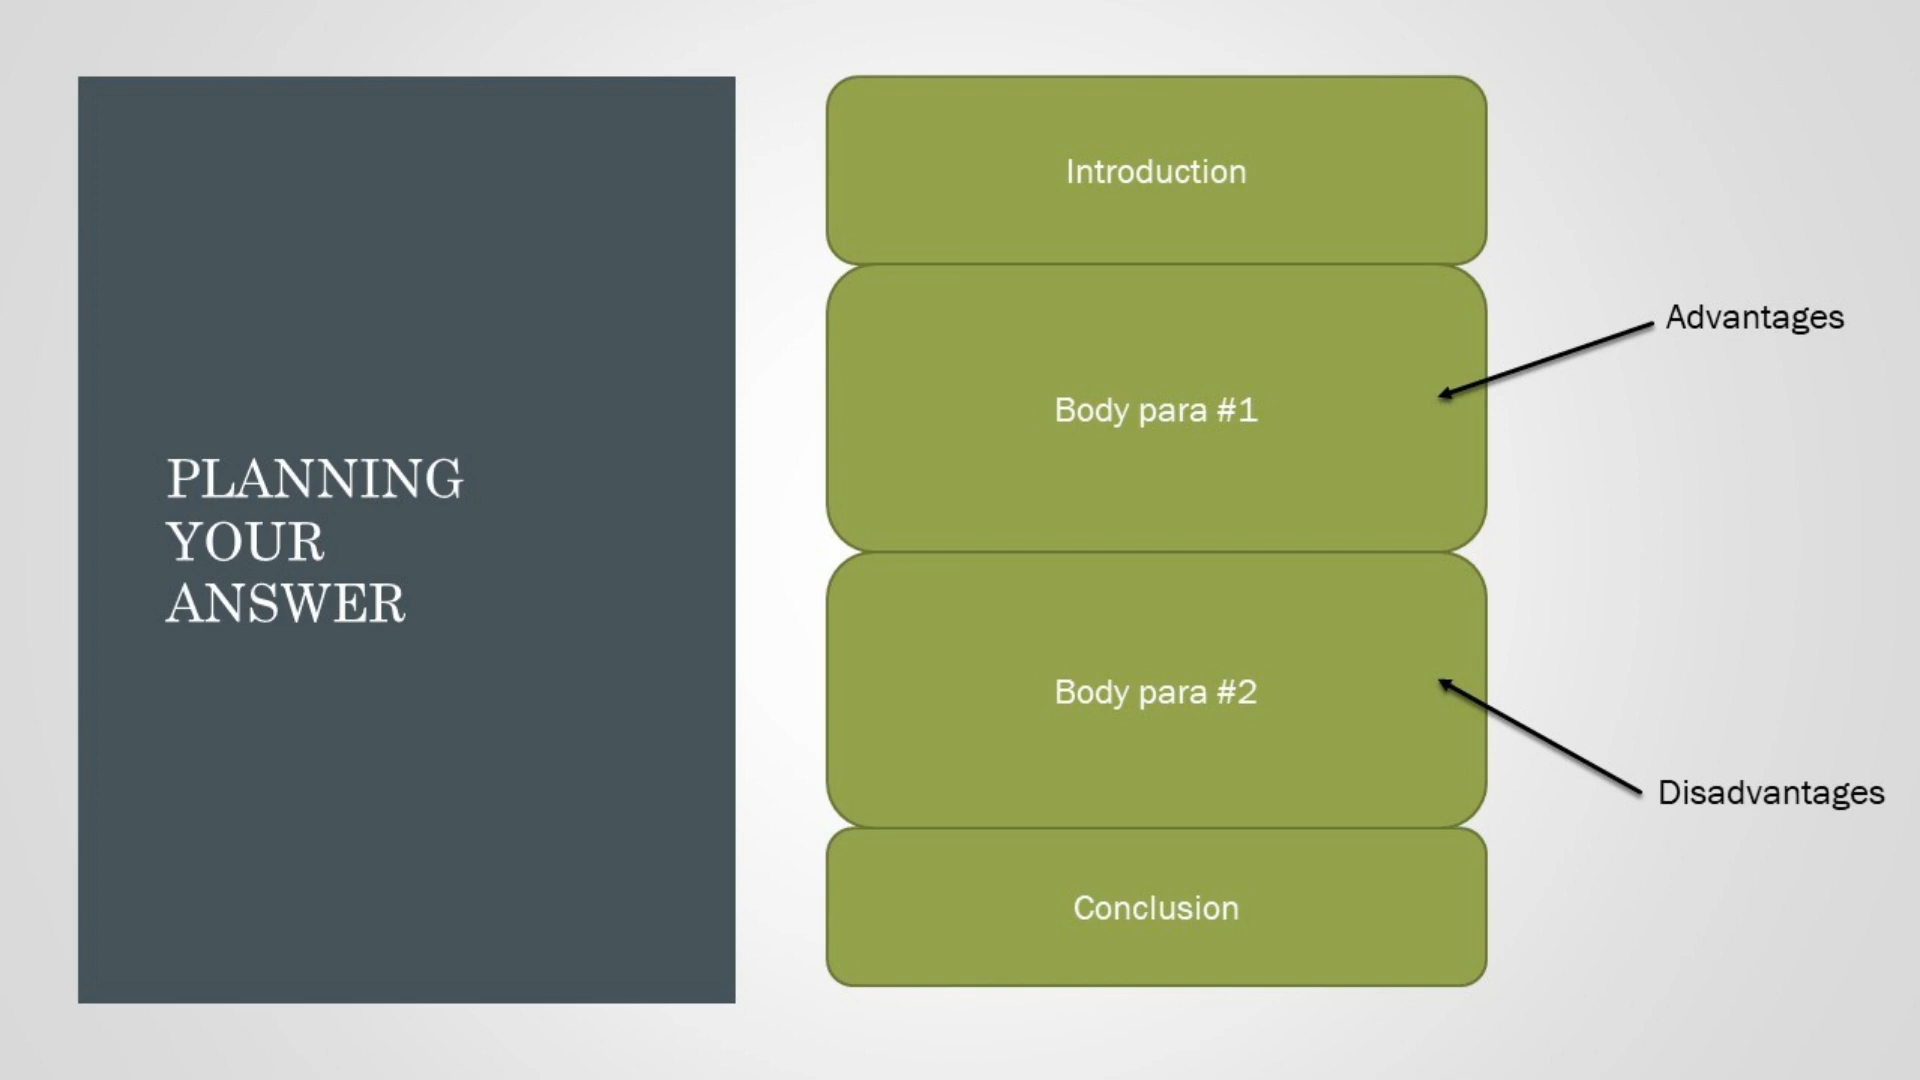 PLANNING
YOUR
ANSWER
Introduction
Body para #1
Advantages
Body para #2
Disadvantages
Conclusion